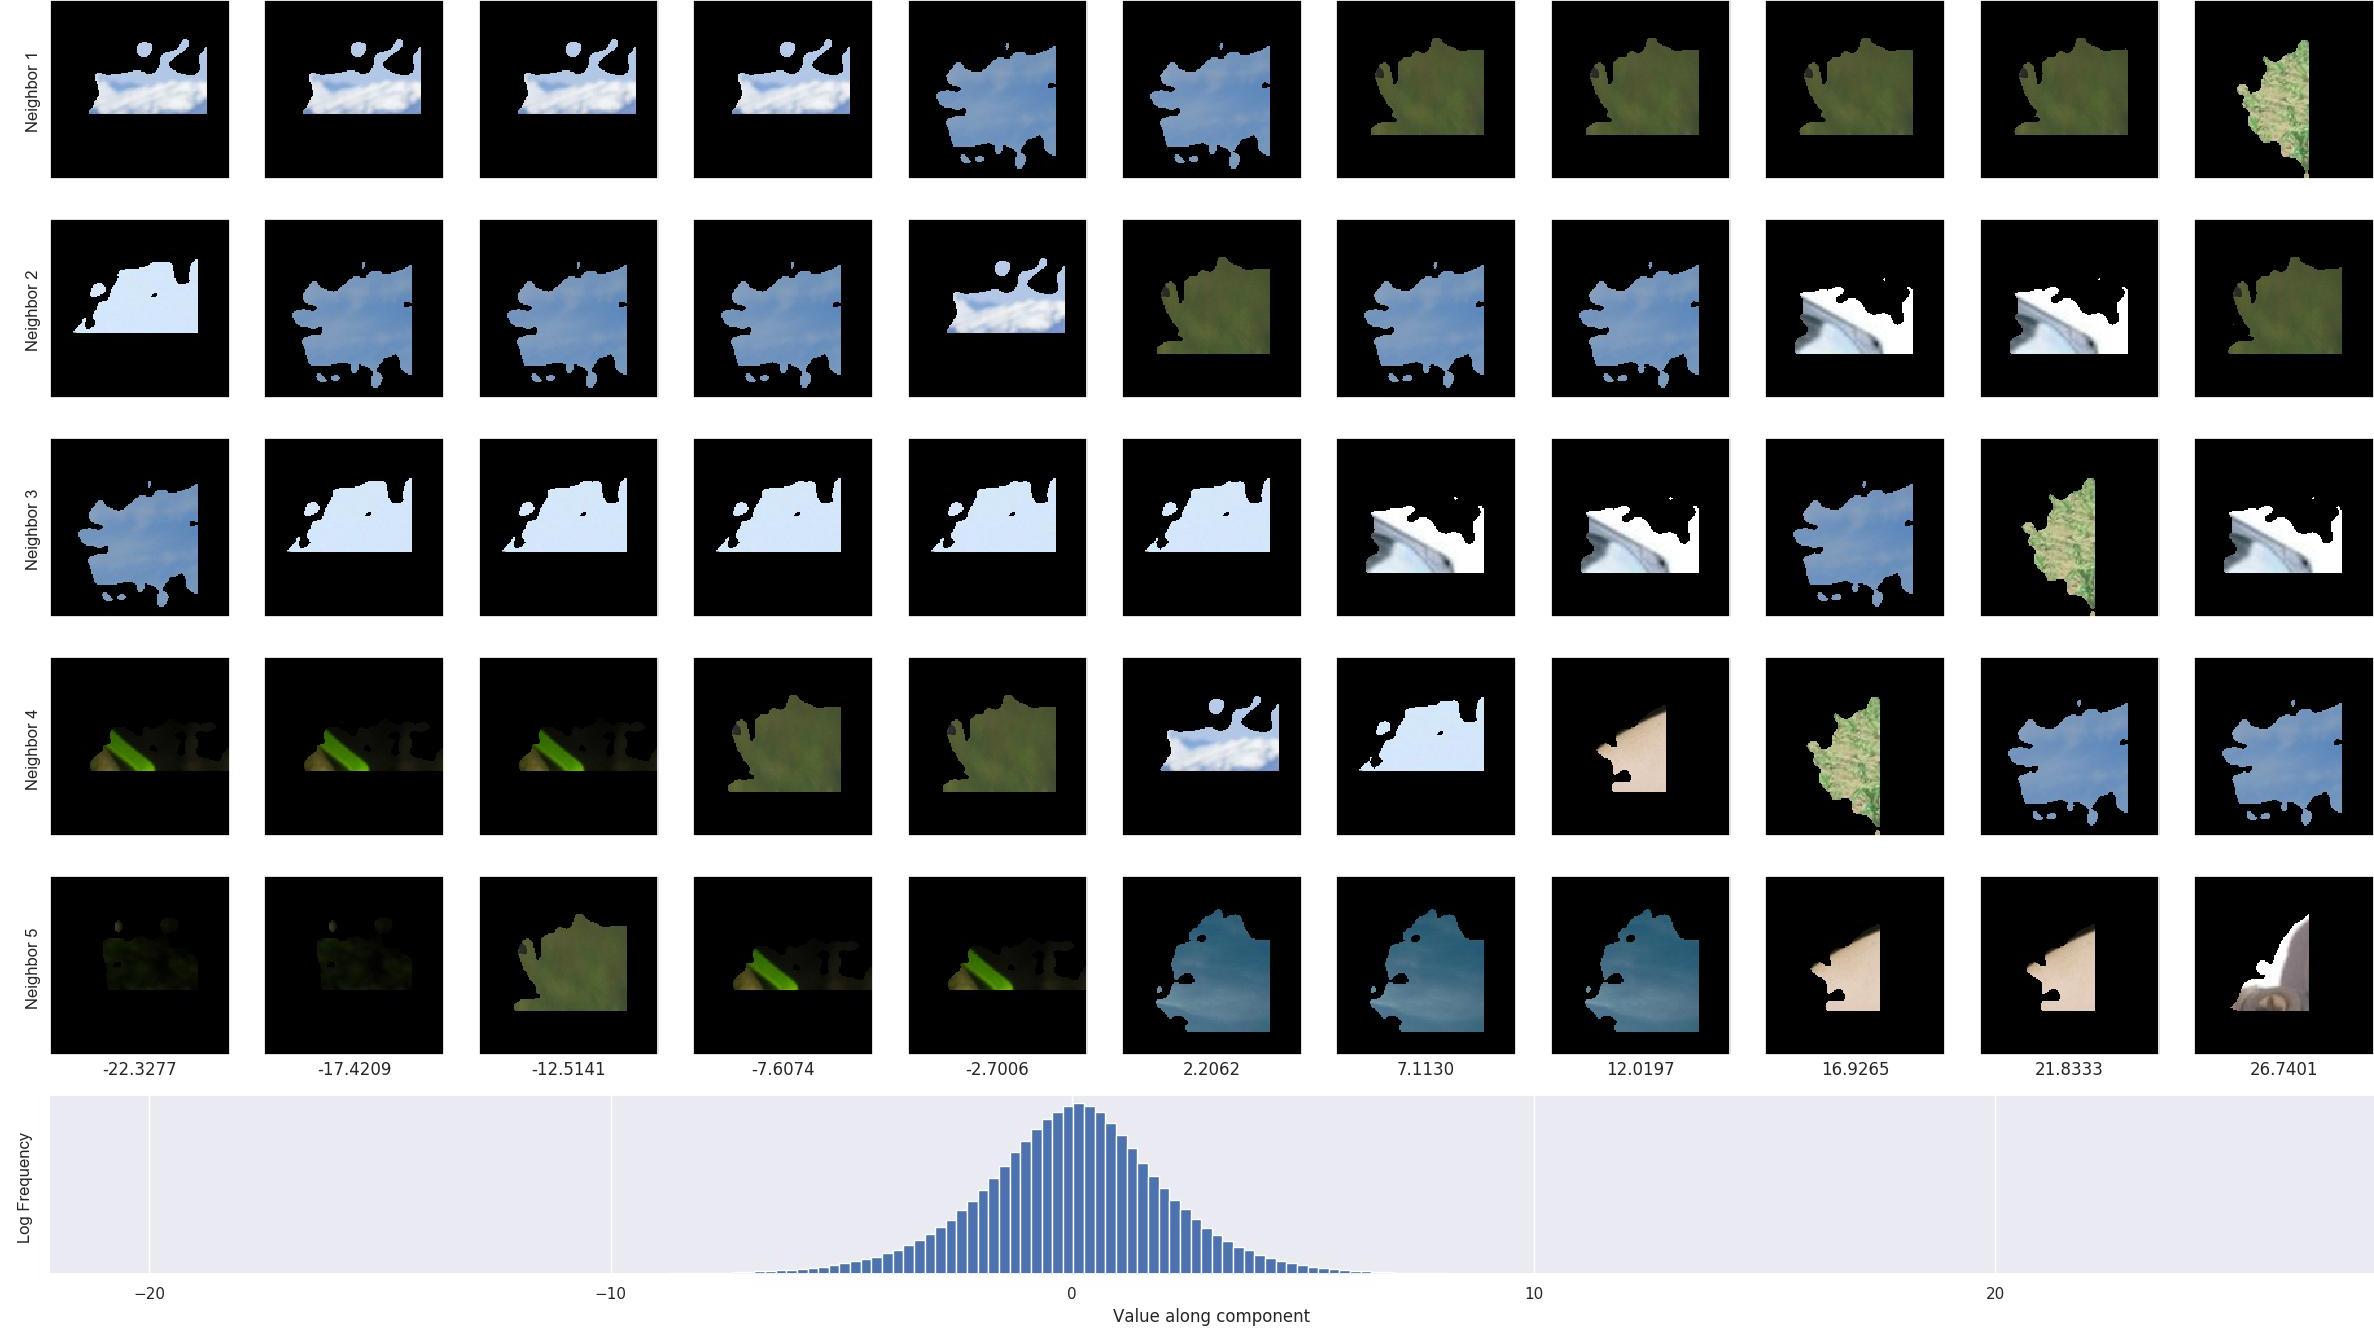 Neighbor 1
Neighbor 2
Neighbor 3
Neighbor 4
Neighbor 5
-22.3277 -17.4209 -12.5141 -7.6074 -2.7006 2.2062 7.1130 12.0197 16.9265 21.8333 26.7401
Log Frequency
−20 −10 0 10 20
Value along component